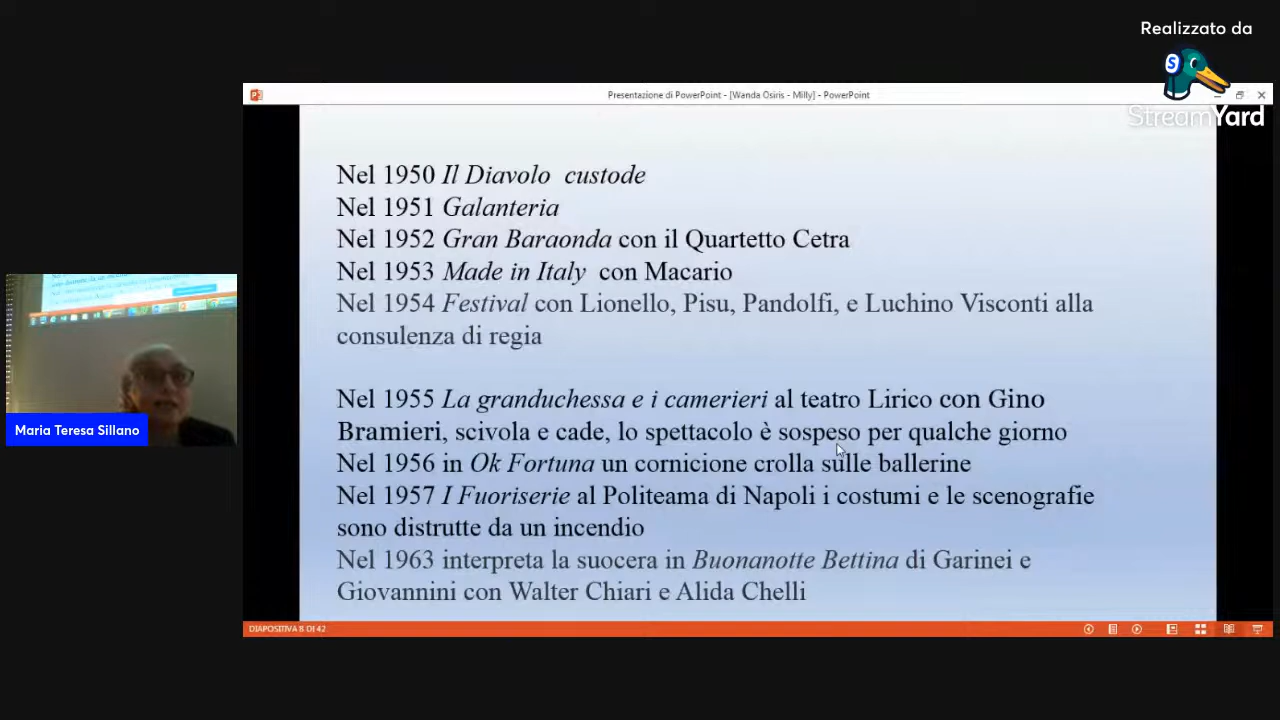 Realizzato da
StreamYard
Presentazione di PowerPoint - [Wanda Osiris - Milly] - PowerPoint
Nel 1950 Il Diavolo custode
Nel 1951 Galanteria
Nel 1952 Gran Baraonda con il Quartetto Cetra
Nel 1953 Made in Italy con Macario
Nel 1954 Festival con Lionello, Pisu, Pandolfi, e Luchino Visconti alla
consulenza di regia
Nel 1955 La granduchessa e i camerieri al teatro Lirico con Gino
Bramieri, scivola e cade, lo spettacolo è sospeso per qualche giorno
Nel 1956 in Ok Fortuna un cornicione crolla sulle ballerine
Nel 1957 I Fuoriserie al Politeama di Napoli i costumi e le scenografie
sono distrutte da un incendio
Nel 1963 interpreta la suocera in Buonanotte Bettina di Garinei e
Giovannini con Walter Chiari e Alida Chelli
Maria Teresa Sillano
DIAPOSITIVA 8 DI 42